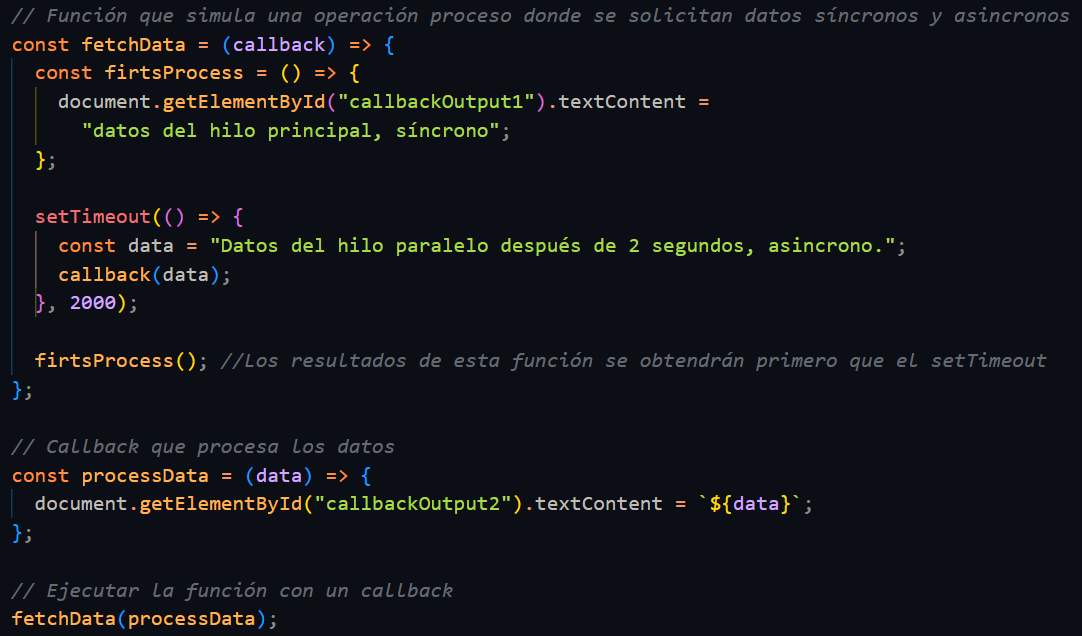 // Función que simula una operación proceso donde se solicitan datos síncronos y asincronos
const fetchData = (callback) => {
  const firtsProcess = () => {
    document.getElementById("callbackOutput1").textContent =
      "datos del hilo principal, síncrono";
  };

  setTimeout(() => {
    const data = "Datos del hilo paralelo después de 2 segundos, asincrono.";
    callback(data);
  }, 2000);

  firtsProcess(); //Los resultados de esta función se obtendrán primero que el setTimeout
};

// Callback que procesa los datos
const processData = (data) => {
  document.getElementById("callbackOutput2").textContent = `${data}`;
};

// Ejecutar la función con un callback
fetchData(processData);